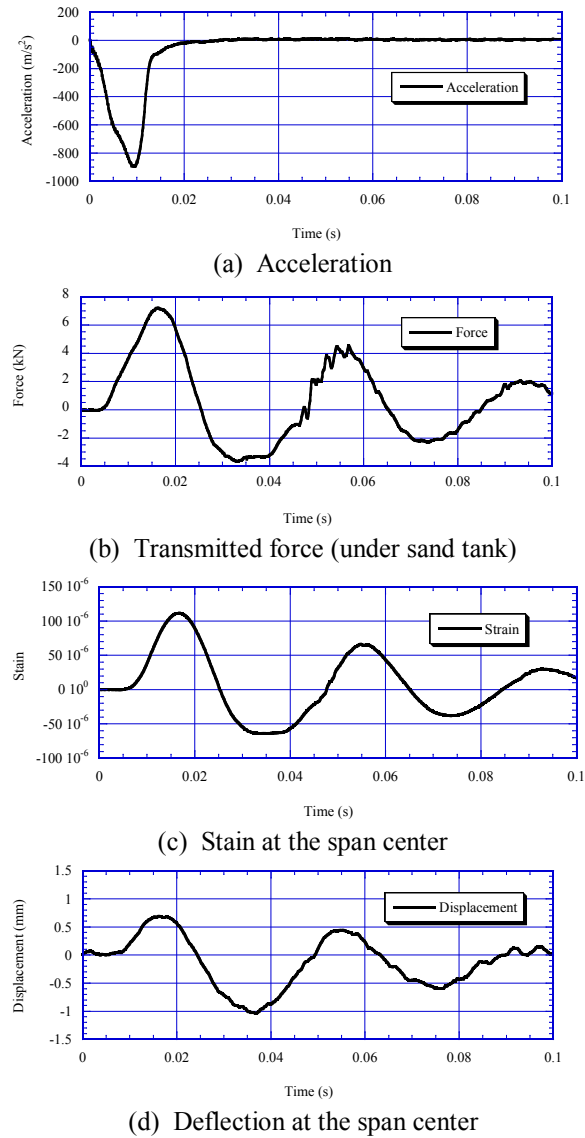 200
0
-200
-400
-600
-800
-1000
Acceleration (m/s²)
Acceleration
0 0.02 0.04 0.06 0.08 0.1
Time (s)
(a) Acceleration
8
6
4
2
0
-2
-4
Force (kN)
Force
0 0.02 0.04 0.06 0.08 0.1
Time (s)
(b) Transmitted force (under sand tank)
150 10⁻⁶
100 10⁻⁶
50 10⁻⁶
0 10⁰
-50 10⁻⁶
-100 10⁻⁶
Stain
Strain
0 0.02 0.04 0.06 0.08 0.1
Time (s)
(c) Stain at the span center
1.5
1
0.5
0
-0.5
-1
-1.5
Displacement (mm)
Displacement
0 0.02 0.04 0.06 0.08 0.1
Time (s)
(d) Deflection at the span center